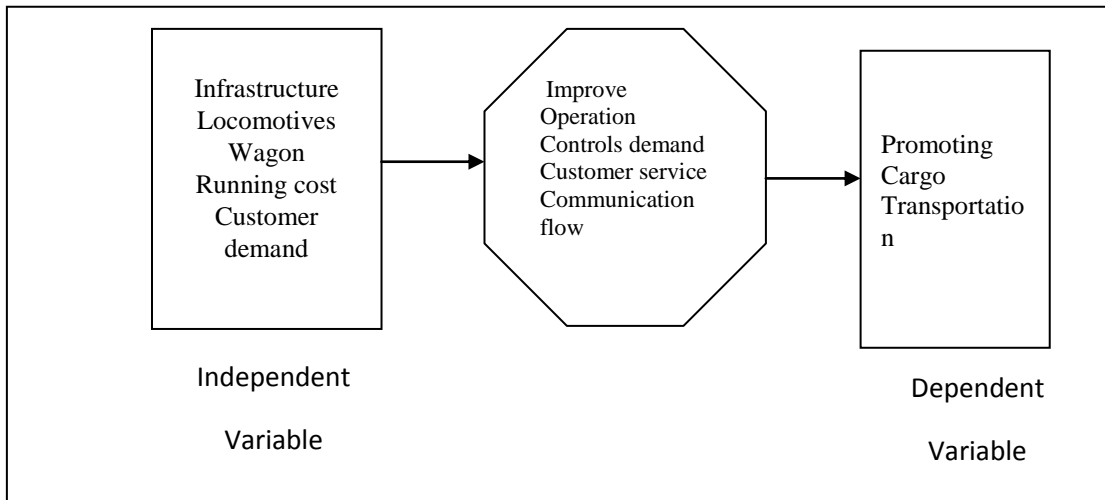 Infrastructure
Locomotives
Wagon
Running cost
Customer
demand
Improve
Operation
Controls demand
Customer service
Communication
flow
Promoting
Cargo
Transportatio
n
Independent
Variable
Dependent
Variable